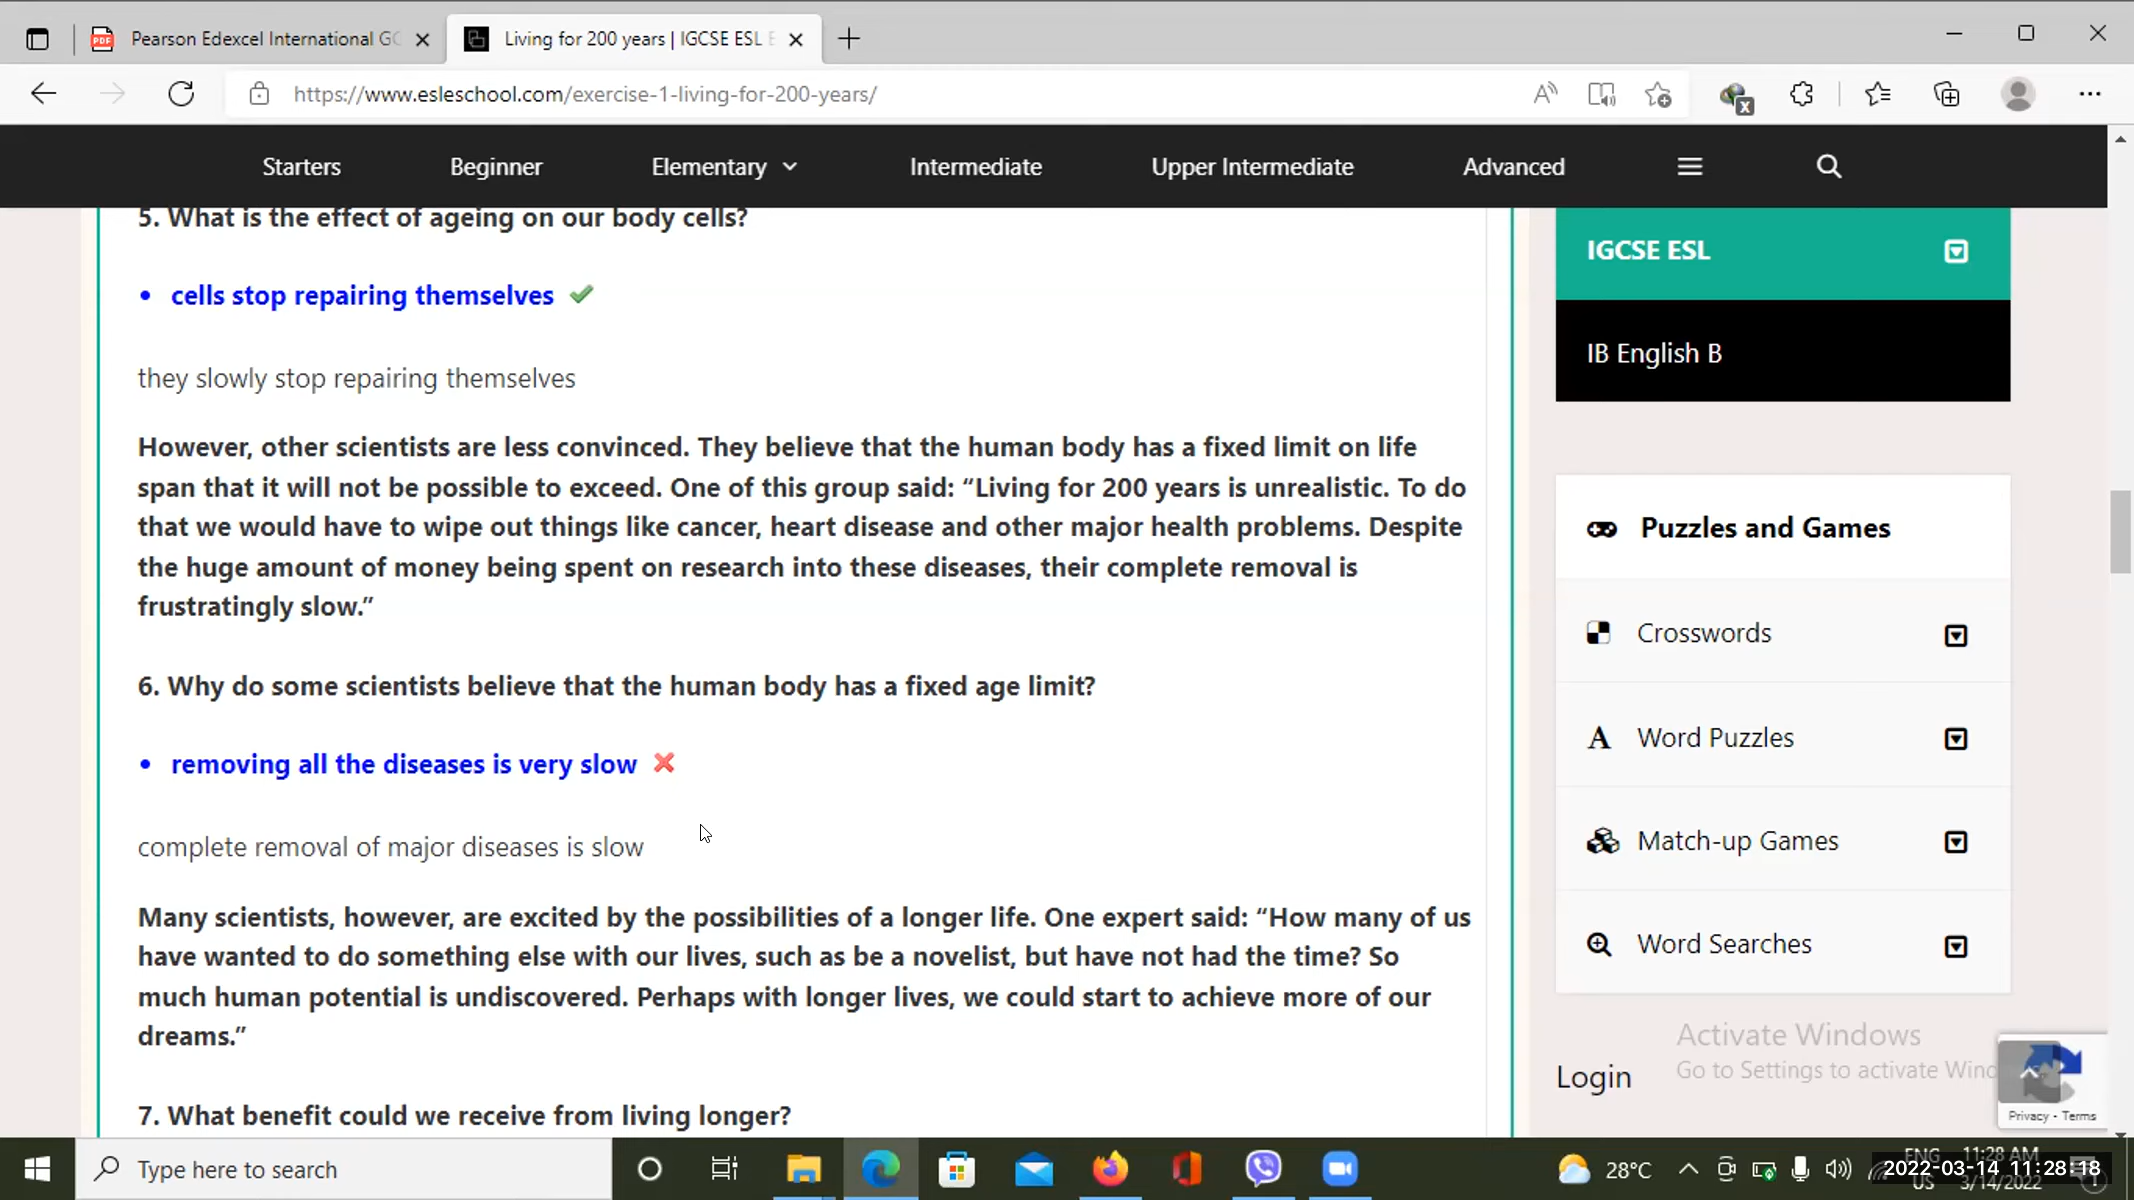 Pearson Edexcel International GC
Living for 200 years | IGCSE ESL E
https://www.esleschool.com/exercise-1-living-for-200-years/
Starters
Beginner
Elementary
Intermediate
Upper Intermediate
Advanced
5. What is the effect of ageing on our body cells?
• cells stop repairing themselves
they slowly stop repairing themselves
However, other scientists are less convinced. They believe that the human body has a fixed limit on life
span that it will not be possible to exceed. One of this group said: “Living for 200 years is unrealistic. To do
that we would have to wipe out things like cancer, heart disease and other major health problems. Despite
the huge amount of money being spent on research into these diseases, their complete removal is
frustratingly slow.”
6. Why do some scientists believe that the human body has a fixed age limit?
• removing all the diseases is very slow
complete removal of major diseases is slow
Many scientists, however, are excited by the possibilities of a longer life. One expert said: “How many of us
have wanted to do something else with our lives, such as be a novelist, but have not had the time? So
much human potential is undiscovered. Perhaps with longer lives, we could start to achieve more of our
dreams.”
7. What benefit could we receive from living longer?
IGCSE ESL
IB English B
Puzzles and Games
Crosswords
Word Puzzles
Match-up Games
Word Searches
Activate Windows
Go to Settings to activate Wind
Login
Privacy - Terms
Type here to search
28°C
ENG
US
11:28 AM
3/14/2022
2022-03-14 11:28:18